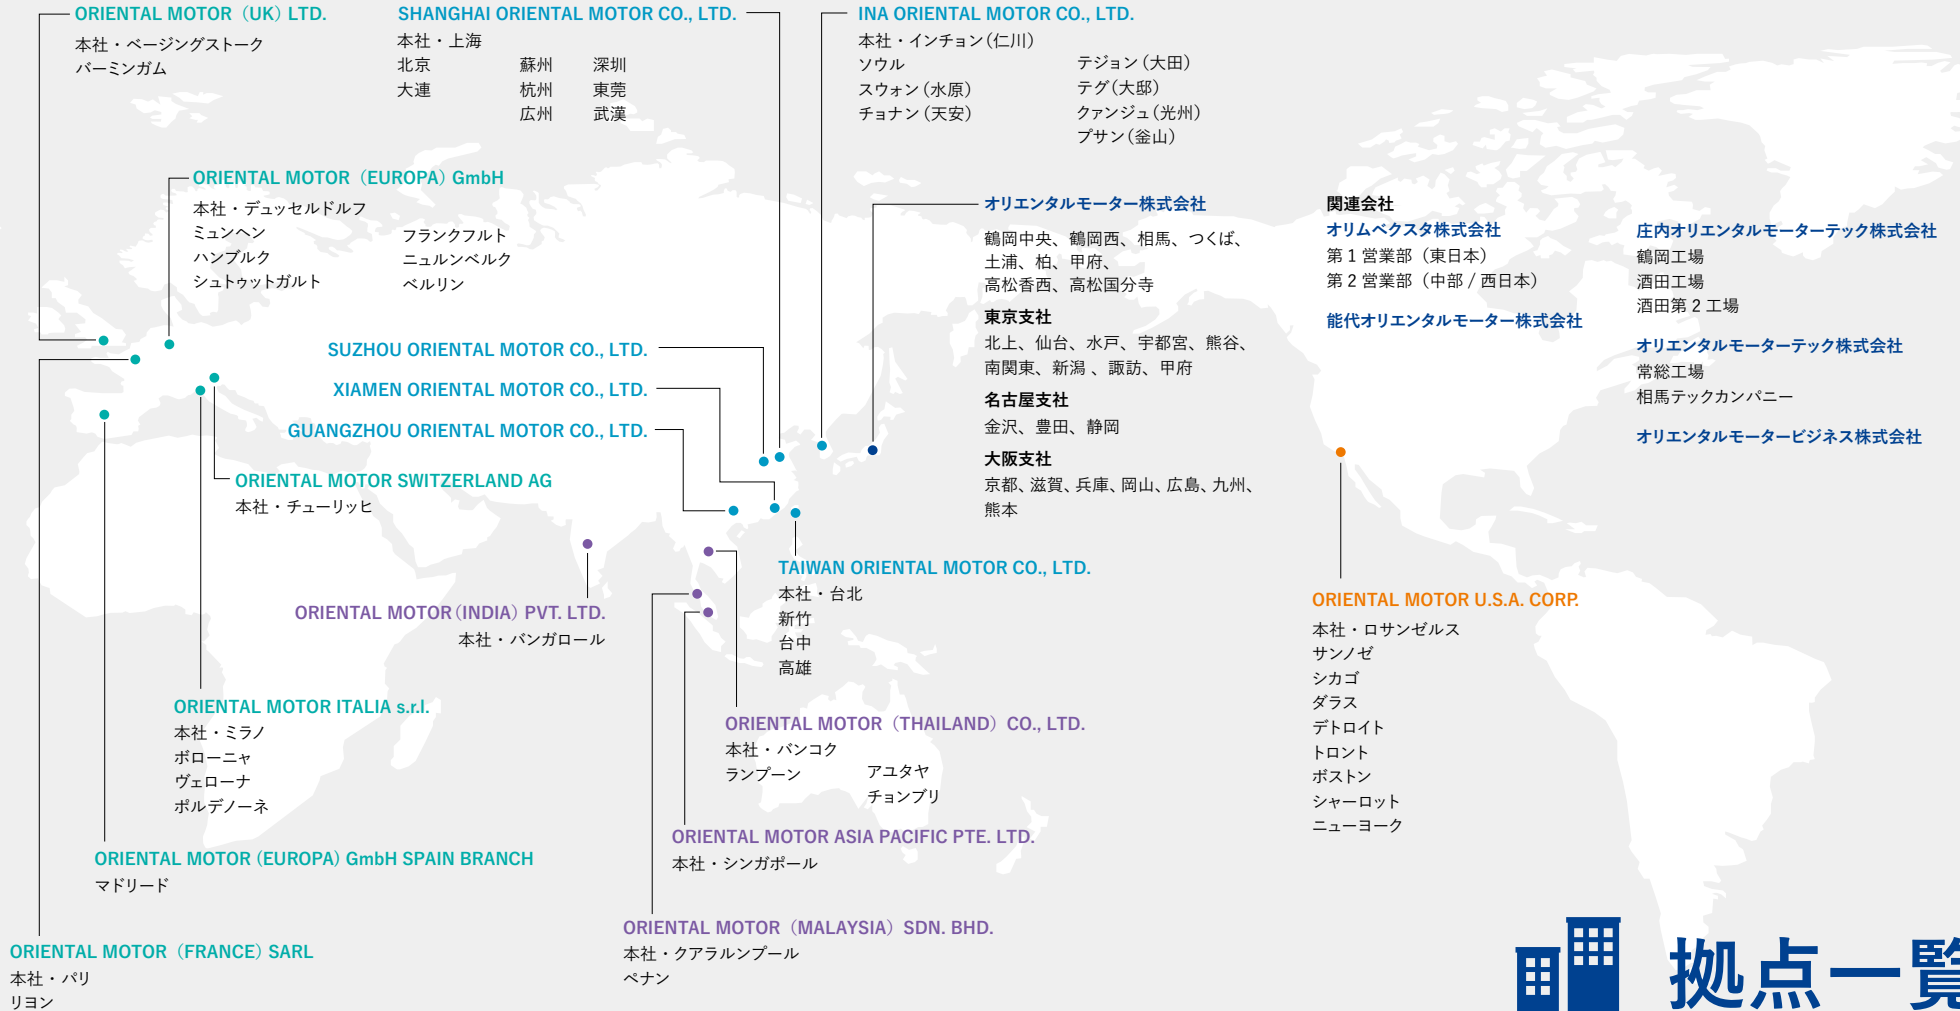 ORIENTAL MOTOR（UK）LTD.
本社・ベージングストーク
バーミンガム
SHANGHAI ORIENTAL MOTOR CO., LTD.
本社・上海
北京 蘇州 深圳
大連 杭州 東莞
広州 武漢
INA ORIENTAL MOTOR CO., LTD.
本社・インチョン(仁川)
ソウル
スウォン(水原)
チョナン(天安)
テジョン(大田)
テグ(大邸)
クァンジュ(光州)
プサン(釜山)
ORIENTAL MOTOR（EUROPA）GmbH
本社・デュッセルドルフ
ミュンヘン
ハンブルク
シュトゥットガルト
フランクフルト
ニュルンベルク
ベルリン
オリエンタルモーター株式会社
鶴岡中央、鶴岡西、相馬、つくば、
土浦、柏、甲府、
高松香西、高松国分寺
東京支社
北上、仙台、水戸、宇都宮、熊谷、
南関東、新潟 、諏訪、甲府
名古屋支社
金沢、豊田、静岡
大阪支社
京都、滋賀、兵庫、岡山、広島、九州、
熊本
関連会社
オリムベクスタ株式会社
第 1 営業部（東日本）
第 2 営業部（中部 / 西日本）
能代オリエンタルモーター株式会社
庄内オリエンタルモーターテック株式会社
鶴岡工場
酒田工場
酒田第 2 工場
オリエンタルモーターテック株式会社
常総工場
相馬テックカンパニー
オリエンタルモータービジネス株式会社
SUZHOU ORIENTAL MOTOR CO., LTD.
XIAMEN ORIENTAL MOTOR CO., LTD.
GUANGZHOU ORIENTAL MOTOR CO., LTD.
ORIENTAL MOTOR SWITZERLAND AG
本社・チューリッヒ
TAIWAN ORIENTAL MOTOR CO., LTD.
本社・台北
新竹
台中
高雄
ORIENTAL MOTOR(INDIA) PVT. LTD.
本社・バンガロール
ORIENTAL MOTOR U.S.A. CORP.
本社・ロサンゼルス
サンノゼ
シカゴ
ダラス
デトロイト
トロント
ボストン
シャーロット
ニューヨーク
ORIENTAL MOTOR ITALIA s.r.l.
本社・ミラノ
ボローニャ
ヴェローナ
ポルデノーネ
ORIENTAL MOTOR（THAILAND）CO., LTD.
本社・バンコク
ランプーン
アユタヤ
チョンブリ
ORIENTAL MOTOR ASIA PACIFIC PTE. LTD.
本社・シンガポール
ORIENTAL MOTOR (EUROPA) GmbH SPAIN BRANCH
マドリード
ORIENTAL MOTOR（MALAYSIA）SDN. BHD.
本社・クアラルンプール
ペナン
ORIENTAL MOTOR（FRANCE) SARL
本社・パリ
リヨン
拠点一覧